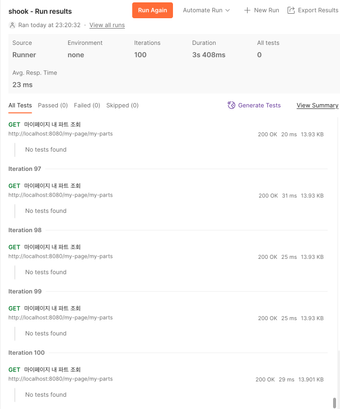 shook - Run results
Run Again
Automate Run
+ New Run
Export Results
Ran today at 23:20:32 · View all runs
Source Environment Iterations Duration All tests
Runner none 100 3s 408ms 0
Avg. Resp. Time
23 ms
All Tests Passed (0) Failed (0) Skipped (0) Generate Tests View Summary
GET 마이페이지 내 파트 조회
http://localhost:8080/my-page/my-parts 200 OK 20 ms 13.93 KB
No tests found
Iteration 97
GET 마이페이지 내 파트 조회
http://localhost:8080/my-page/my-parts 200 OK 31 ms 13.93 KB
No tests found
Iteration 98
GET 마이페이지 내 파트 조회
http://localhost:8080/my-page/my-parts 200 OK 25 ms 13.93 KB
No tests found
Iteration 99
GET 마이페이지 내 파트 조회
http://localhost:8080/my-page/my-parts 200 OK 25 ms 13.93 KB
No tests found
Iteration 100
GET 마이페이지 내 파트 조회
http://localhost:8080/my-page/my-parts 200 OK 29 ms 13.901 KB
No tests found